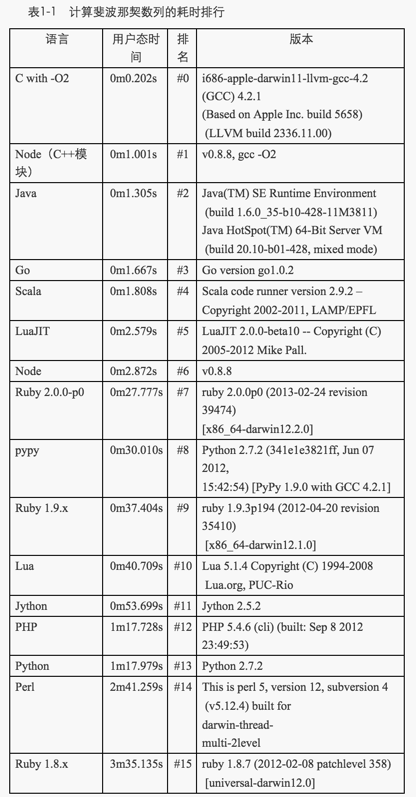 表1-1 计算斐波那契数列的耗时排行
语言 用户态时间 排名 版本
C with -O2 0m0.202s #0 i686-apple-darwin11-llvm-gcc-4.2
(GCC) 4.2.1
(Based on Apple Inc. build 5658)
(LLVM build 2336.11.00)
Node（C++模块） 0m1.001s #1 v0.8.8, gcc -O2
Java 0m1.305s #2 Java(TM) SE Runtime Environment
(build 1.6.0_35-b10-428-11M3811)
Java HotSpot(TM) 64-Bit Server VM
(build 20.10-b01-428, mixed mode)
Go 0m1.667s #3 Go version go1.0.2
Scala 0m1.808s #4 Scala code runner version 2.9.2 –
Copyright 2002-2011, LAMP/EPFL
LuaJIT 0m2.579s #5 LuaJIT 2.0.0-beta10 -- Copyright (C)
2005-2012 Mike Pall.
Node 0m2.872s #6 v0.8.8
Ruby 2.0.0-p0 0m27.777s #7 ruby 2.0.0p0 (2013-02-24 revision
39474)
[x86_64-darwin12.2.0]
pypy 0m30.010s #8 Python 2.7.2 (341e1e3821ff, Jun 07
2012,
15:42:54) [PyPy 1.9.0 with GCC 4.2.1]
Ruby 1.9.x 0m37.404s #9 ruby 1.9.3p194 (2012-04-20 revision
35410)
[x86_64-darwin12.1.0]
Lua 0m40.709s #10 Lua 5.1.4 Copyright (C) 1994-2008
Lua.org, PUC-Rio
Jython 0m53.699s #11 Jython 2.5.2
PHP 1m17.728s #12 PHP 5.4.6 (cli) (built: Sep 8 2012
23:49:53)
Python 1m17.979s #13 Python 2.7.2
Perl 2m41.259s #14 This is perl 5, version 12, subversion 4
(v5.12.4) built for
darwin-thread-
multi-2level
Ruby 1.8.x 3m35.135s #15 ruby 1.8.7 (2012-02-08 patchlevel 358)
[universal-darwin12.0]